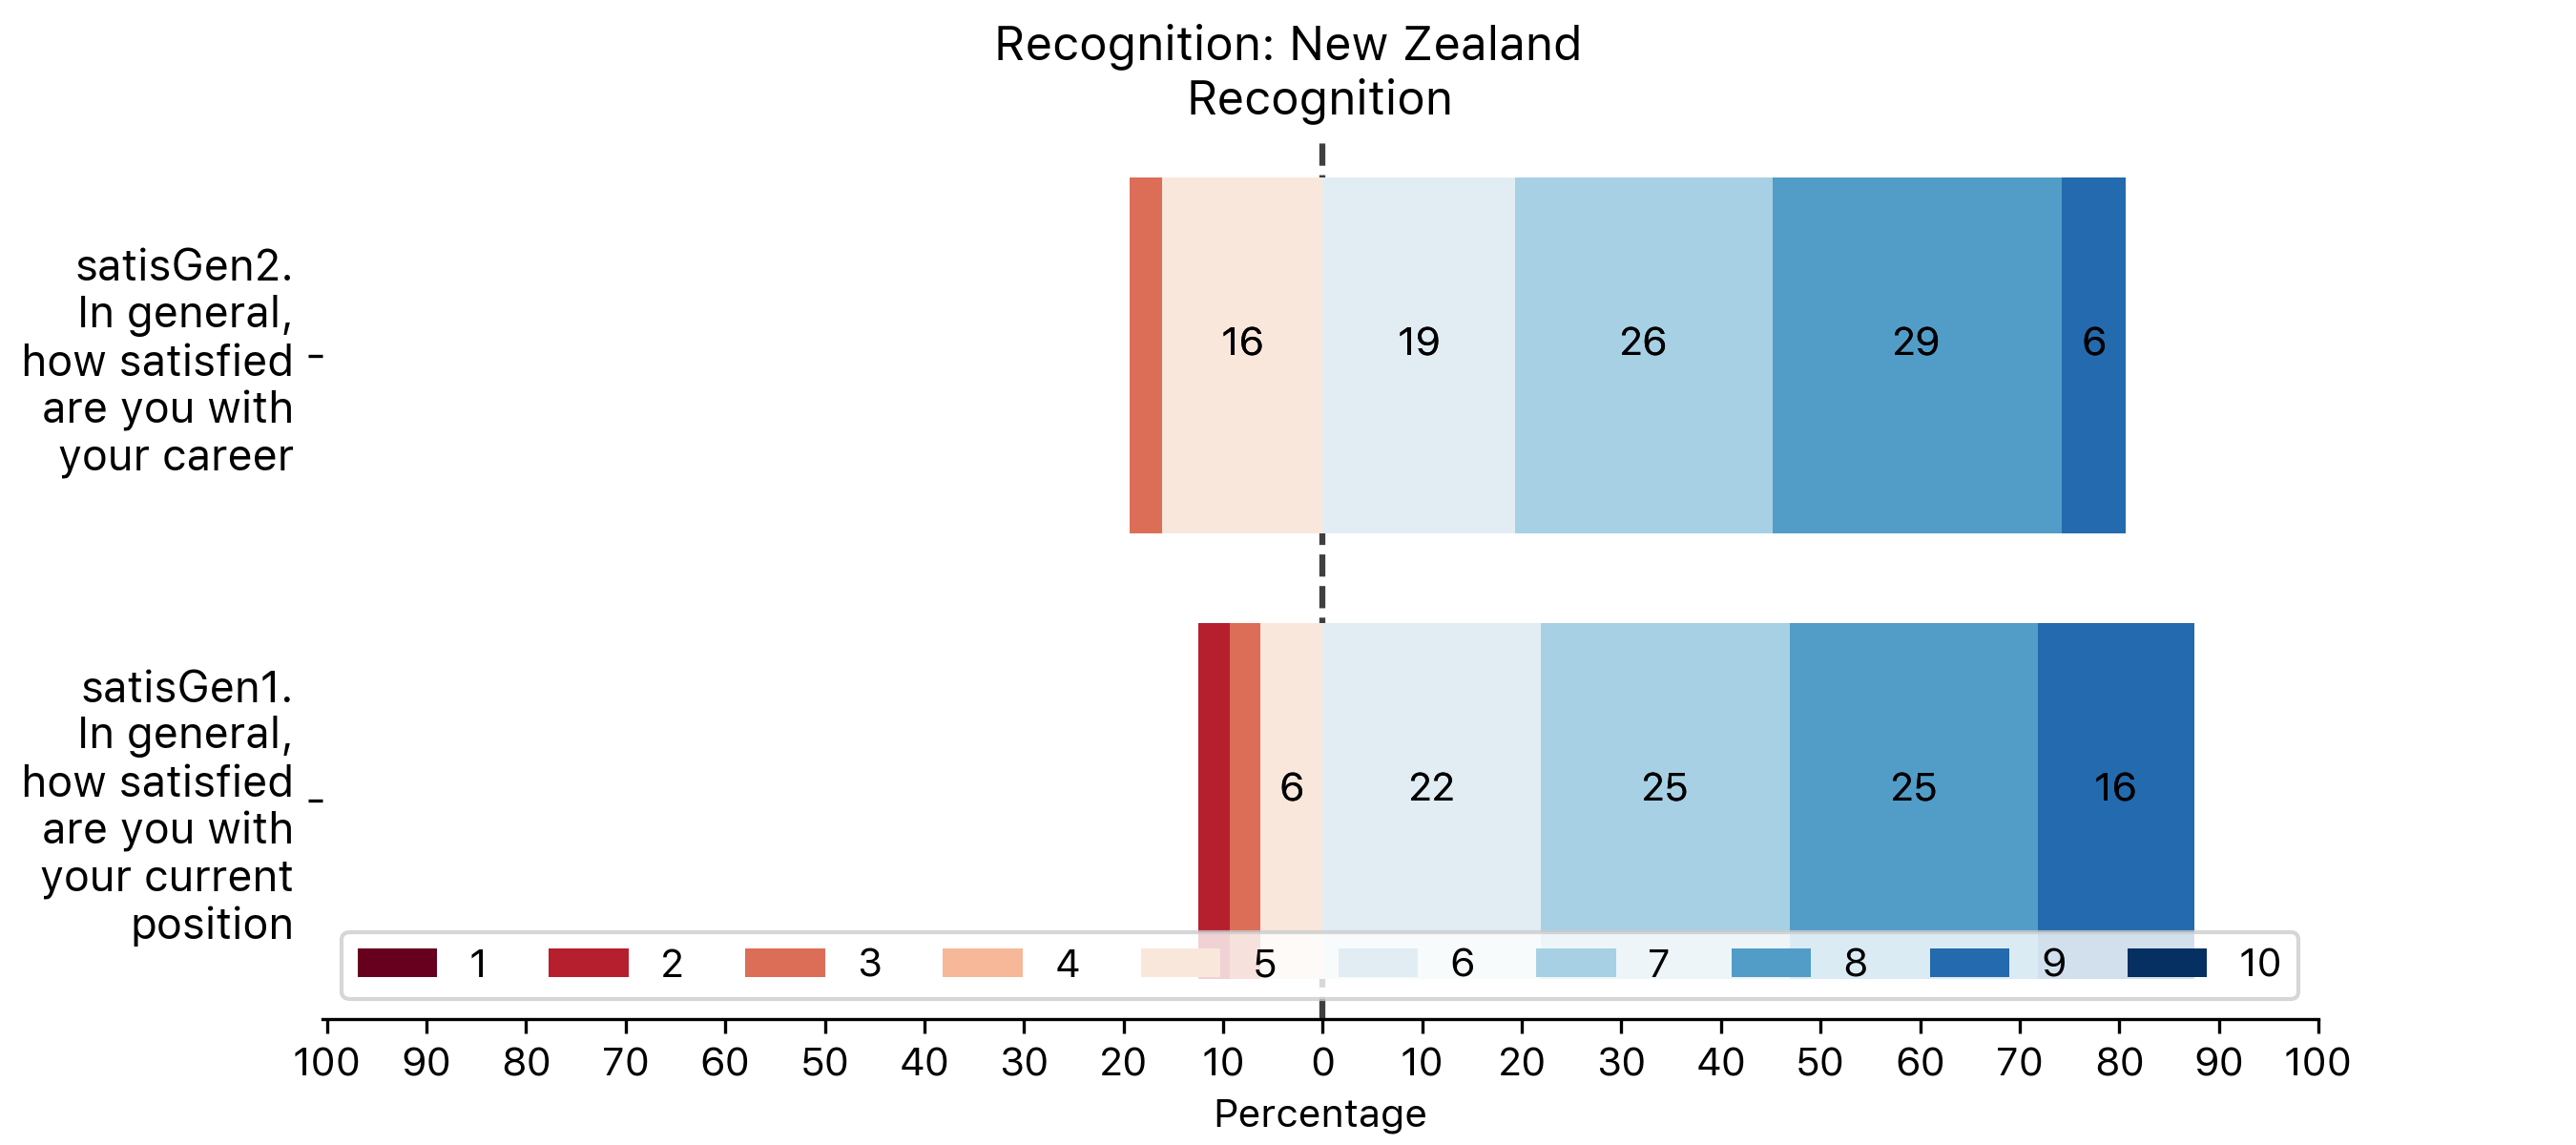 Recognition: New Zealand
Recognition
satisGen2.
In general,
how satisfied
are you with
your career
16 19 26 29 6
satisGen1.
In general,
how satisfied
are you with
your current
position
6 22 25 25 16
1 2 3 4 5 6 7 8 9 10
100 90 80 70 60 50 40 30 20 10 0 10 20 30 40 50 60 70 80 90 100
Percentage